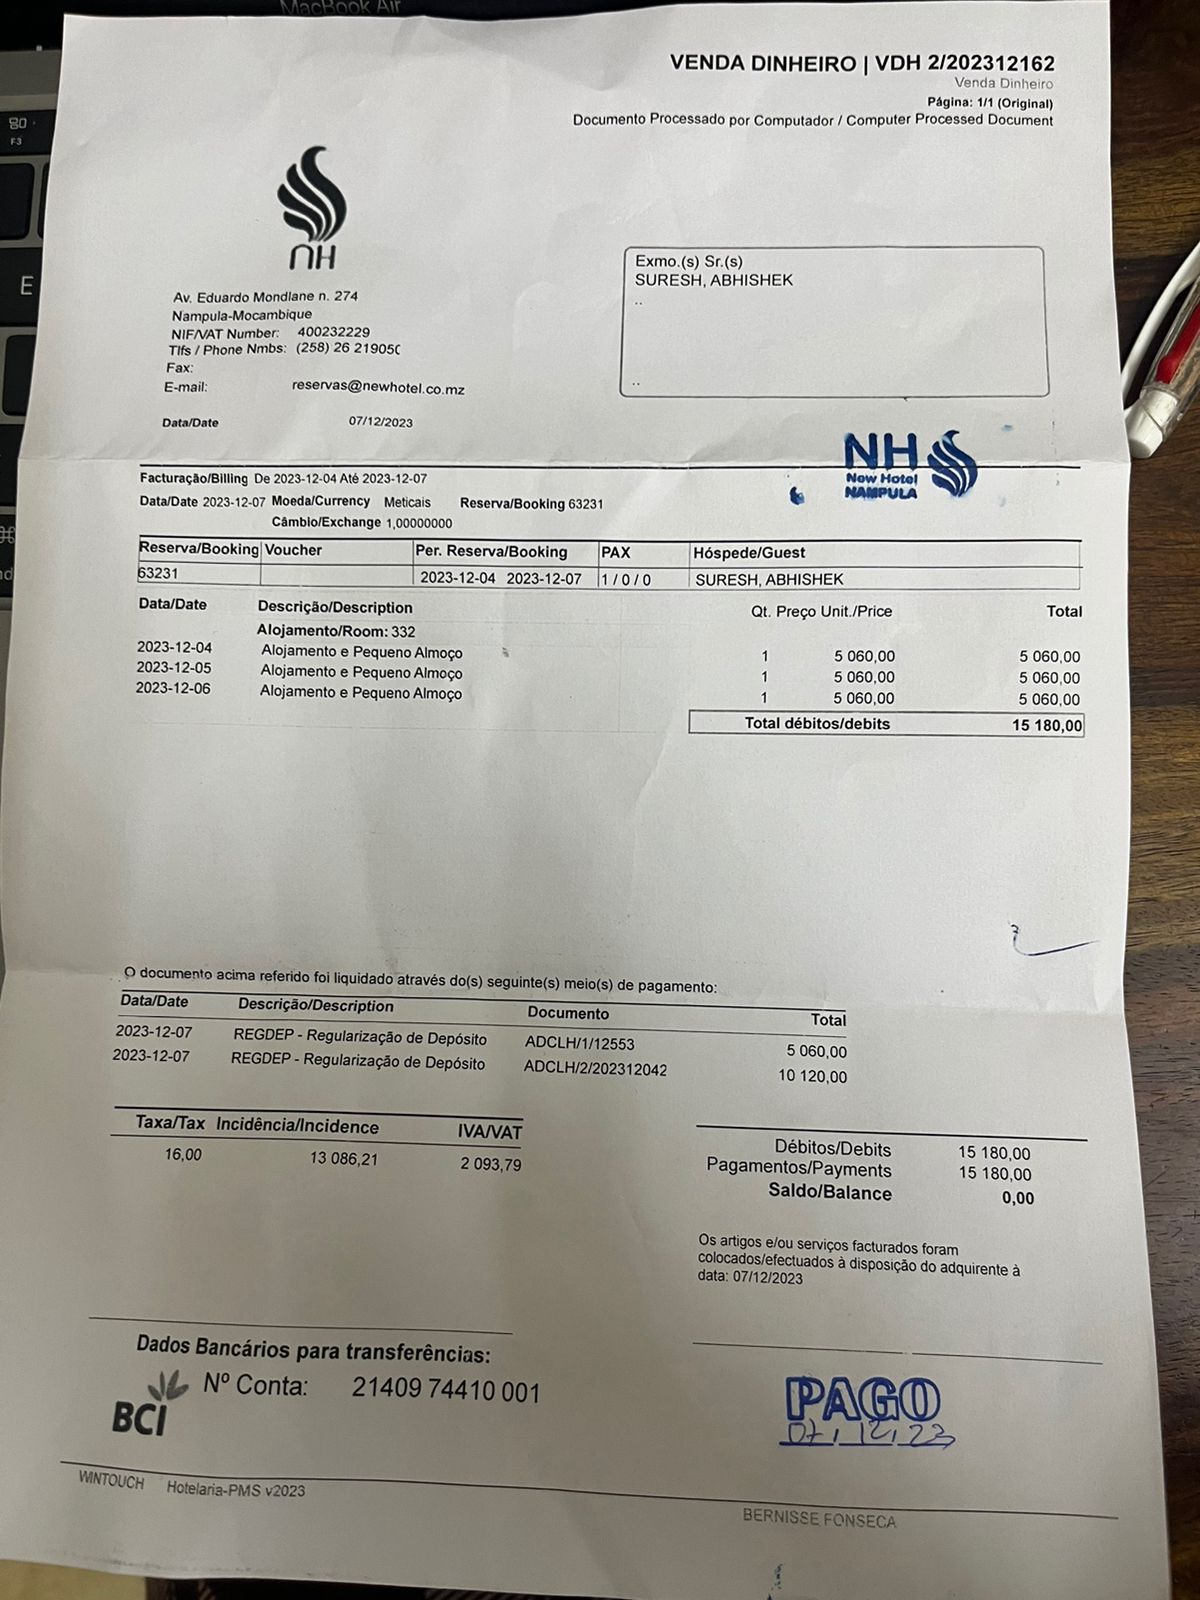 MacBook Air
VENDA DINHEIRO | VDH 2/202312162
Venda Dinheiro
Página: 1/1 (Original)
Documento Processado por Computador / Computer Processed Document
NH
Exmo.(s) Sr.(s)
SURESH, ABHISHEK
..
..
Av. Eduardo Mondlane n. 274
Nampula-Mocambique
NIF/VAT Number: 400232229
Tlfs / Phone Nmbs: (258) 26 219050
Fax:
E-mail: reservas@newhotel.co.mz
Data/Date 07/12/2023
NH
New Hotel
NAMPULA
Facturação/Billing De 2023-12-04 Até 2023-12-07
Data/Date 2023-12-07 Moeda/Currency Meticais Reserva/Booking 63231
Câmbio/Exchange 1,00000000
Reserva/Booking Voucher Per. Reserva/Booking PAX Hóspede/Guest
63231 2023-12-04 2023-12-07 1 / 0 / 0 SURESH, ABHISHEK
Data/Date Descrição/Description Qt. Preço Unit./Price Total
Alojamento/Room: 332
2023-12-04 Alojamento e Pequeno Almoço 1 5 060,00 5 060,00
2023-12-05 Alojamento e Pequeno Almoço 1 5 060,00 5 060,00
2023-12-06 Alojamento e Pequeno Almoço 1 5 060,00 5 060,00
Total débitos/debits 15 180,00
O documento acima referido foi liquidado através do(s) seguinte(s) meio(s) de pagamento:
Data/Date Descrição/Description Documento Total
2023-12-07 REGDEP - Regularização de Depósito ADCLH/1/12553 5 060,00
2023-12-07 REGDEP - Regularização de Depósito ADCLH/2/202312042 10 120,00
Taxa/Tax Incidência/Incidence IVA/VAT
16,00 13 086,21 2 093,79
Débitos/Debits 15 180,00
Pagamentos/Payments 15 180,00
Saldo/Balance 0,00
Os artigos e/ou serviços facturados foram
colocados/efectuados à disposição do adquirente à
data: 07/12/2023
Dados Bancários para transferências:
BCI Nº Conta: 21409 74410 001
PAGO
07, 12, 23
WINTOUCH Hotelaria-PMS v2023
BERNISSE FONSECA
F3
E